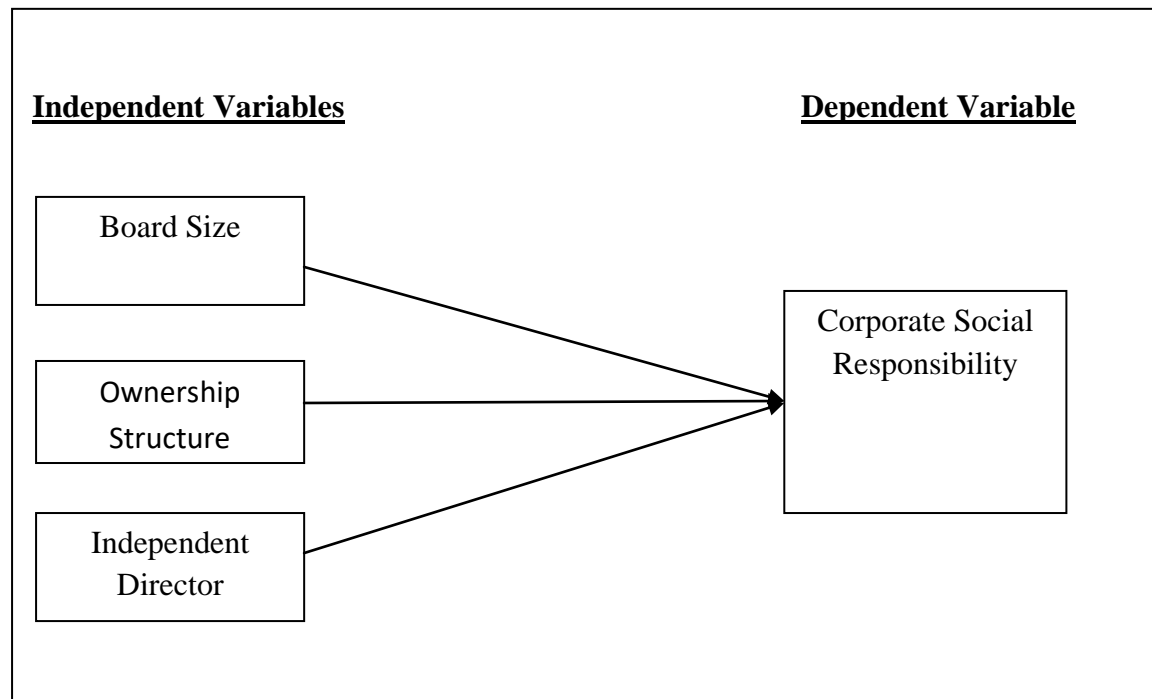 Independent Variables
Dependent Variable
Board Size
Ownership
Structure
Independent
Director
Corporate Social
Responsibility